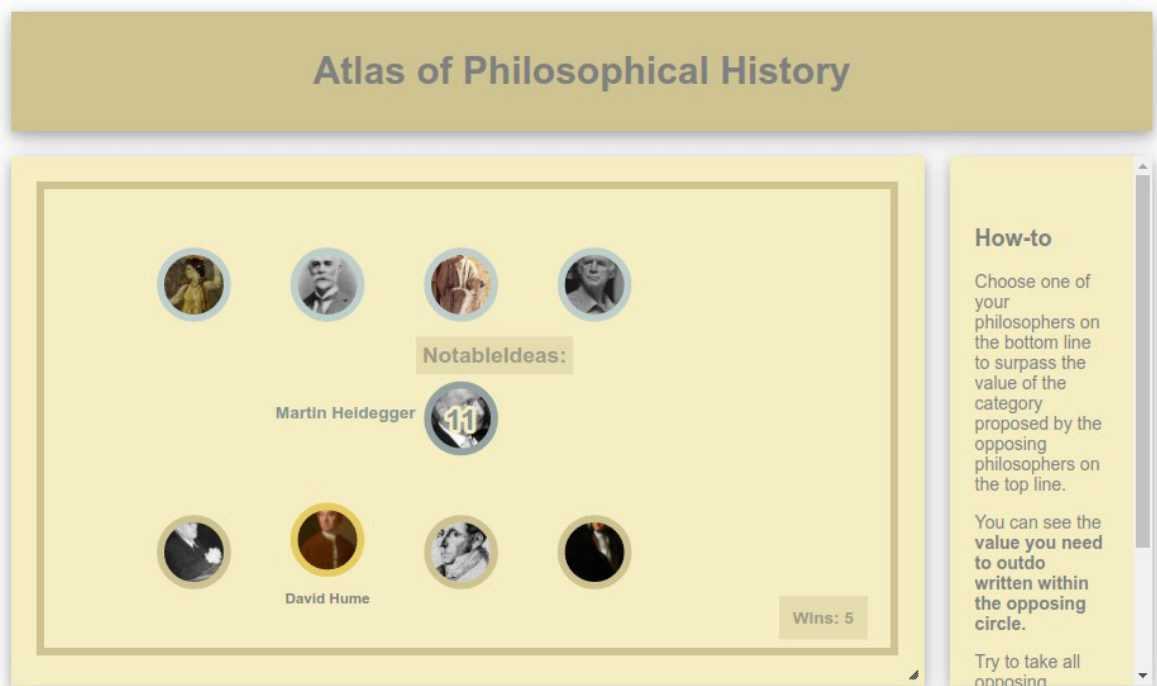 Atlas of Philosophical History
NotableIdeas:
Martin Heidegger
11
David Hume
Wins: 5
How-to
Choose one of
your
philosophers on
the bottom line
to surpass the
value of the
category
proposed by the
opposing
philosophers on
the top line.
You can see the
value you need
to outdo
written within
the opposing
circle.
Try to take all
opposing